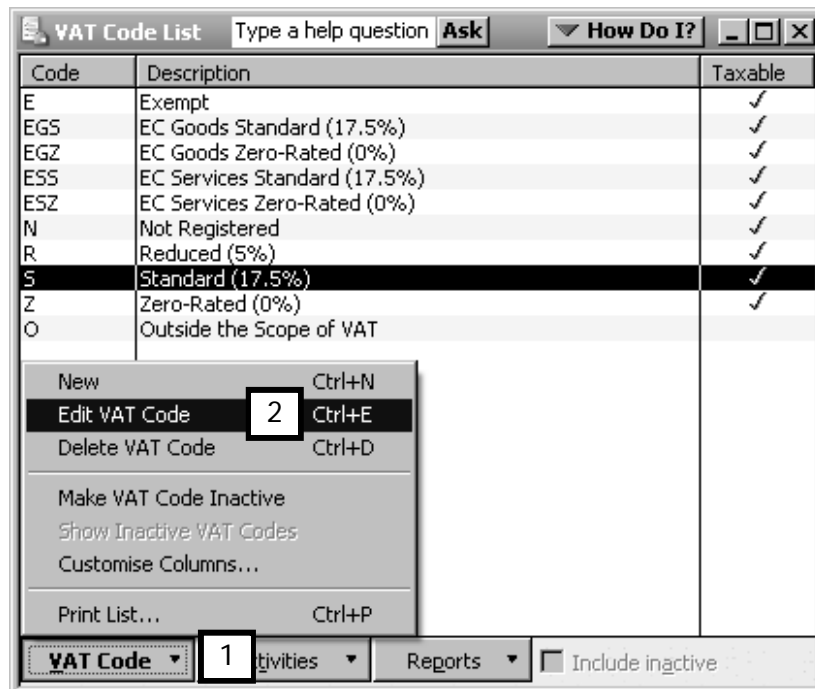 VAT Code List Type a help question Ask How Do I?
Code Description Taxable
E Exempt ✓
EGS EC Goods Standard (17.5%) ✓
EGZ EC Goods Zero-Rated (0%) ✓
ESS EC Services Standard (17.5%) ✓
ESZ EC Services Zero-Rated (0%) ✓
N Not Registered ✓
R Reduced (5%) ✓
S Standard (17.5%) ✓
Z Zero-Rated (0%) ✓
O Outside the Scope of VAT
New Ctrl+N
Edit VAT Code 2 Ctrl+E
Delete VAT Code Ctrl+D
Make VAT Code Inactive
Show Inactive VAT Codes
Customise Columns...
Print List... Ctrl+P
VAT Code 1 tivities Reports Include inactive